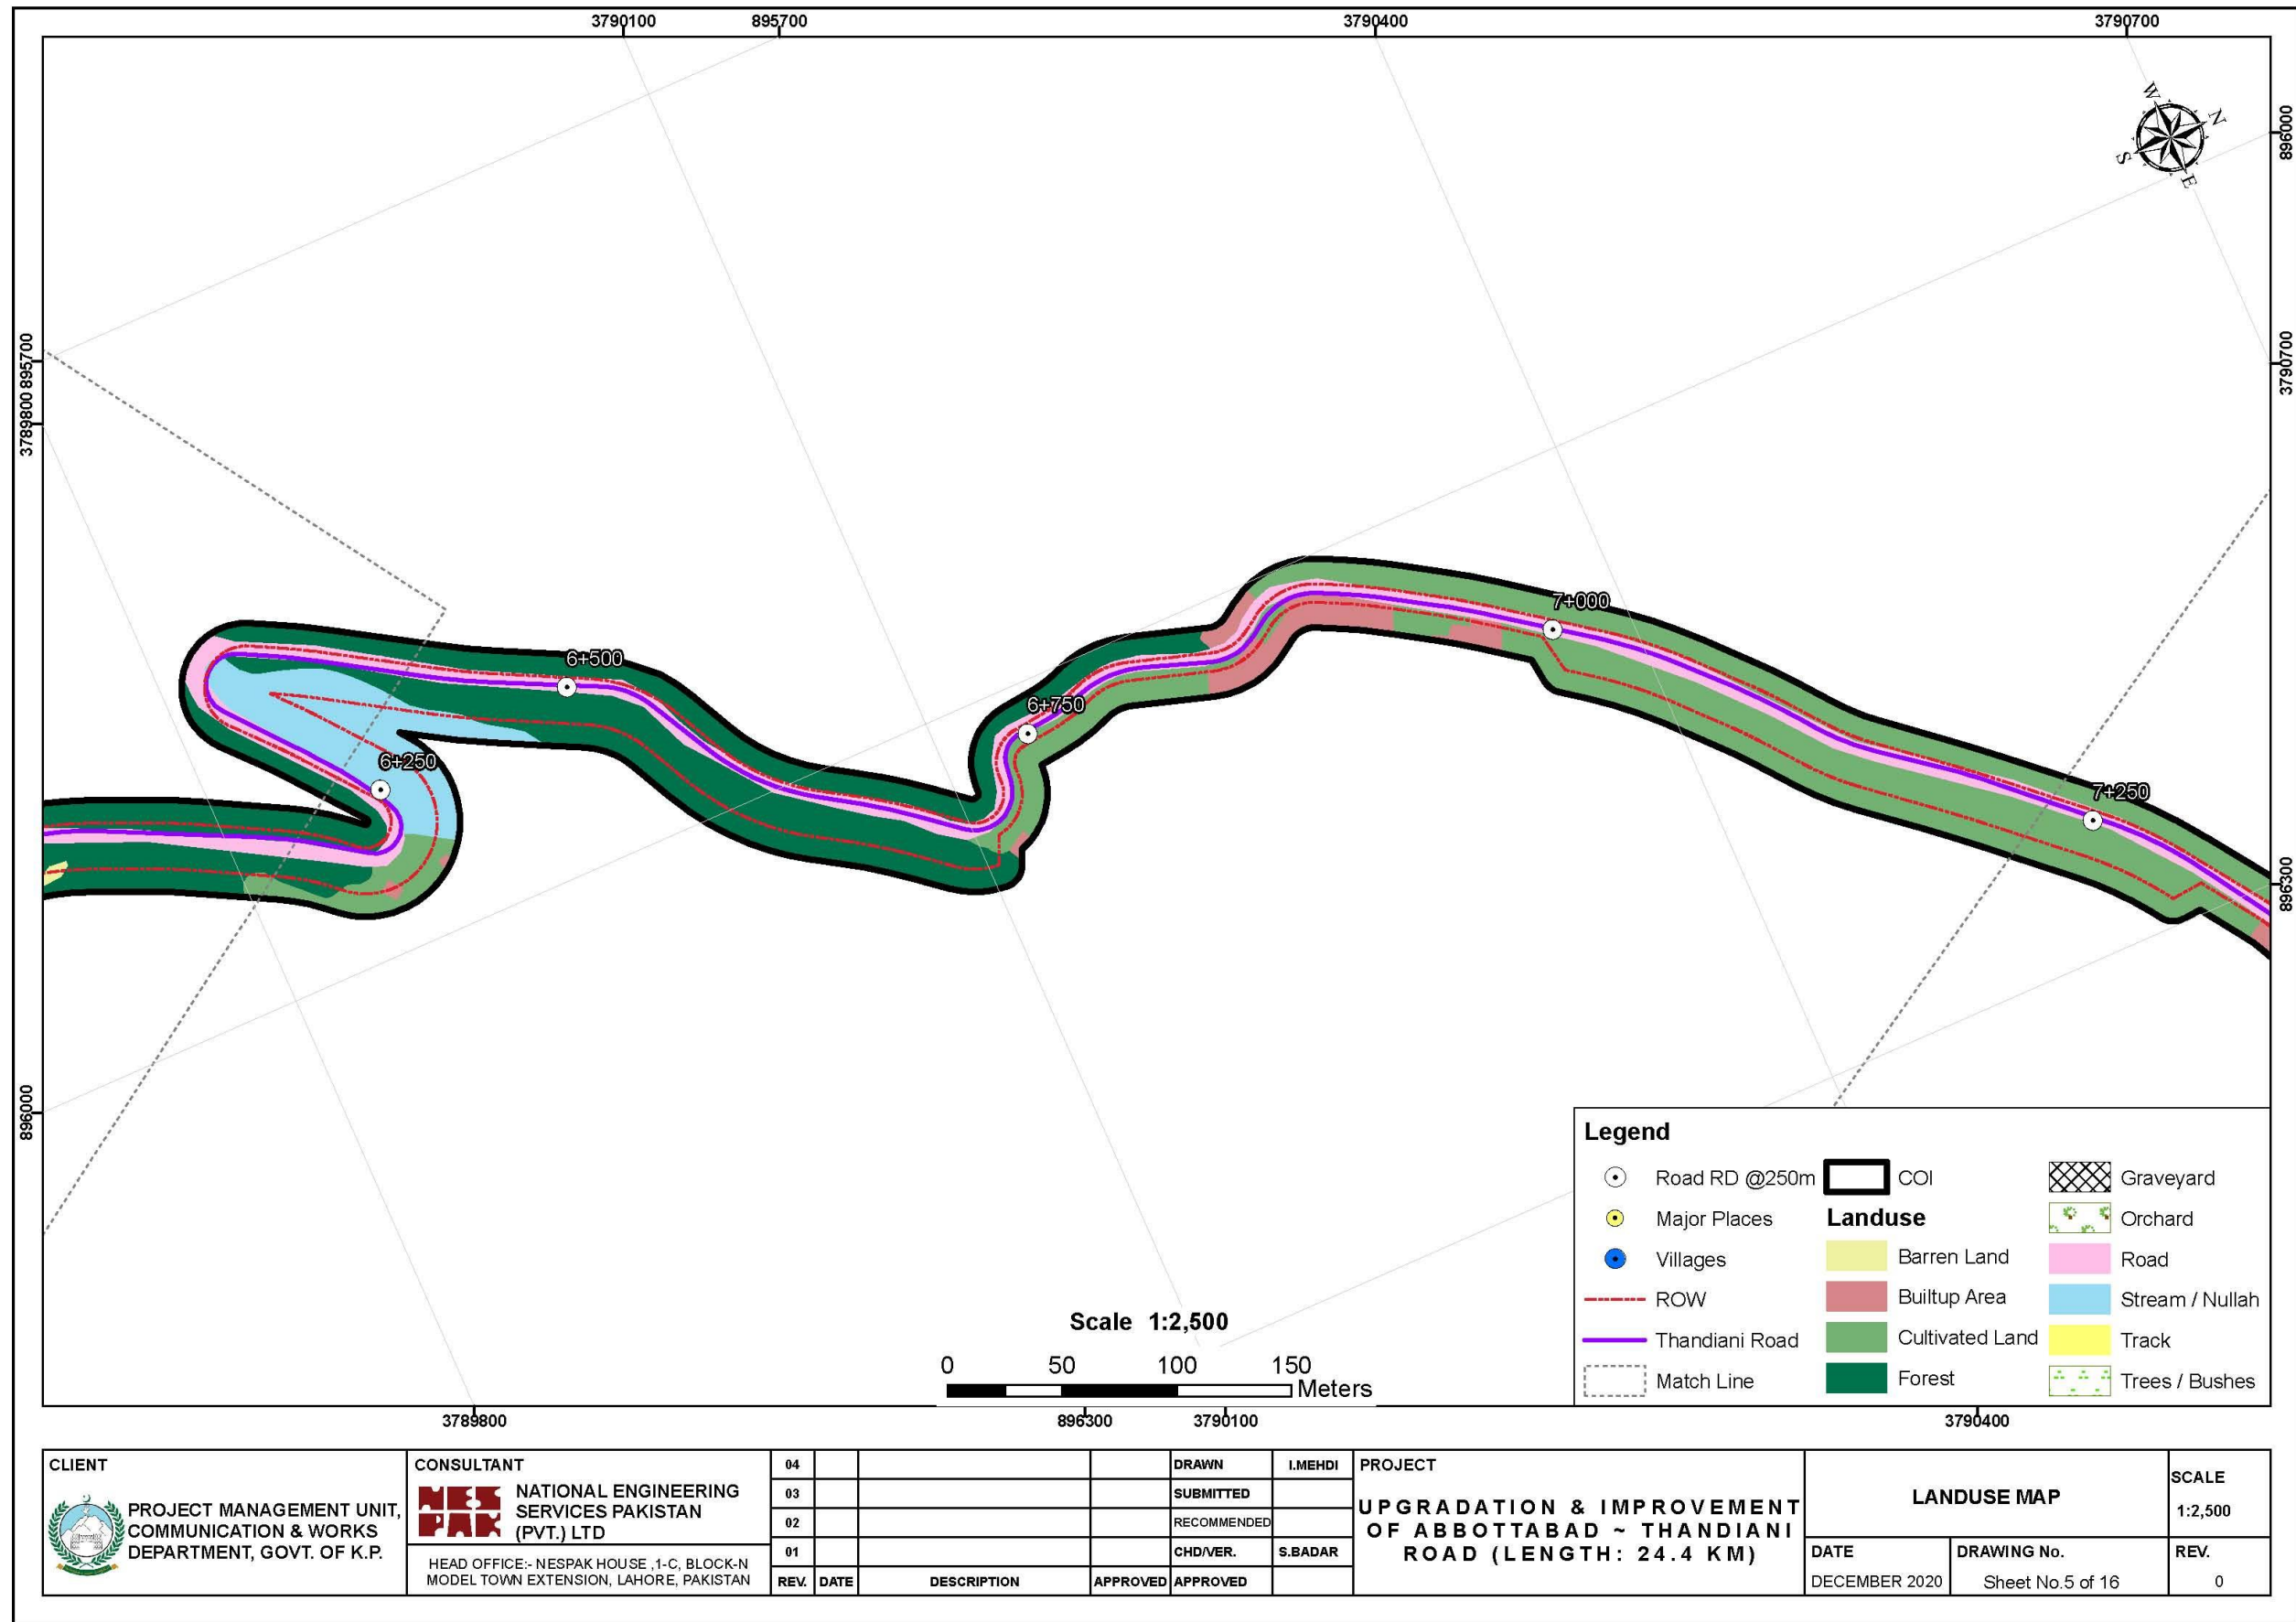 3790100
895700
3790400
3790700
W
N
S
E
896000
3790700
896300
895700
3789800
896000
6+250
6+500
6+750
7+000
7+250
Legend
Road RD @250m
Major Places
Villages
ROW
Thandiani Road
Match Line
COI
Landuse
Barren Land
Builtup Area
Cultivated Land
Forest
Graveyard
Orchard
Road
Stream / Nullah
Track
Trees / Bushes
Scale 1:2,500
0 50 100 150
Meters
3789800
896300
3790100
3790400
CLIENT
PROJECT MANAGEMENT UNIT,
COMMUNICATION & WORKS
DEPARTMENT, GOVT. OF K.P.
CONSULTANT
NESPAK
NATIONAL ENGINEERING
SERVICES PAKISTAN
(PVT.) LTD
HEAD OFFICE:- NESPAK HOUSE ,1-C, BLOCK-N
MODEL TOWN EXTENSION, LAHORE, PAKISTAN
04 DRAWN I.MEHDI
03 SUBMITTED
02 RECOMMENDED
01 CHD/VER. S.BADAR
REV. DATE DESCRIPTION APPROVED APPROVED
PROJECT
UPGRADATION & IMPROVEMENT
OF ABBOTTABAD ~ THANDIANI
ROAD (LENGTH: 24.4 KM)
LANDUSE MAP
SCALE
1:2,500
DATE
DECEMBER 2020
DRAWING No.
Sheet No.5 of 16
REV.
0